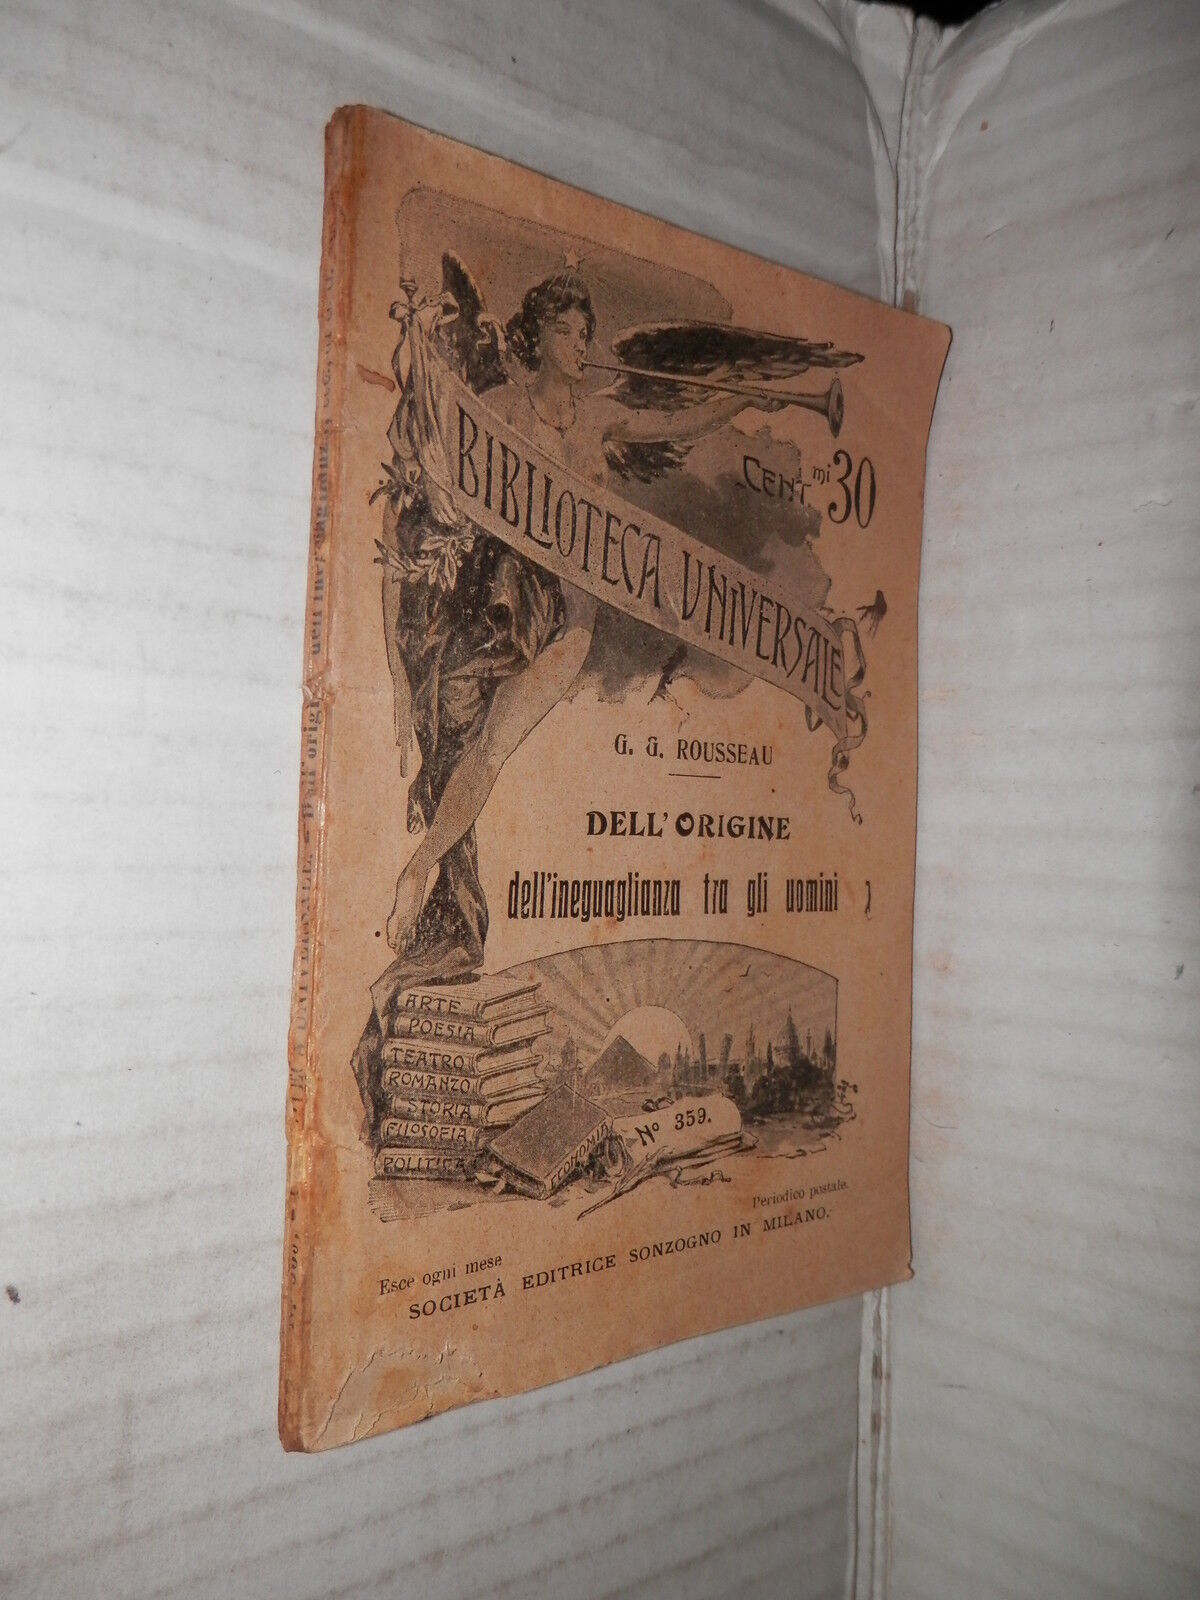 BIBLIOTECA UNIVERSALE
CENT.mi 30
G. G. ROUSSEAU
DELL'ORIGINE
dell'ineguaglianza tra gli uomini
ARTE
POESIA
TEATRO
ROMANZO
STORIA
FILOSOFIA
POLITICA
ECONOMIA
No 359.
Esce ogni mese
Periodico postale.
SOCIETÀ EDITRICE SONZOGNO IN MILANO.